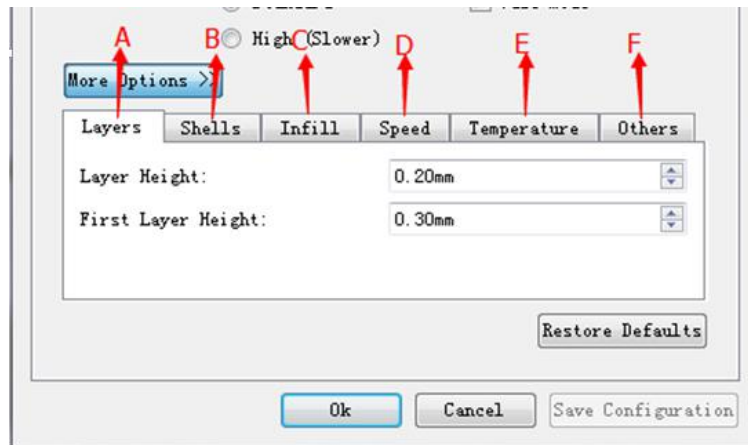 A B C D E F
High (Slower)
More Options >>
Layers Shells Infill Speed Temperature Others
Layer Height: 0.20mm
First Layer Height: 0.30mm
Restore Defaults
Ok Cancel Save Configuration